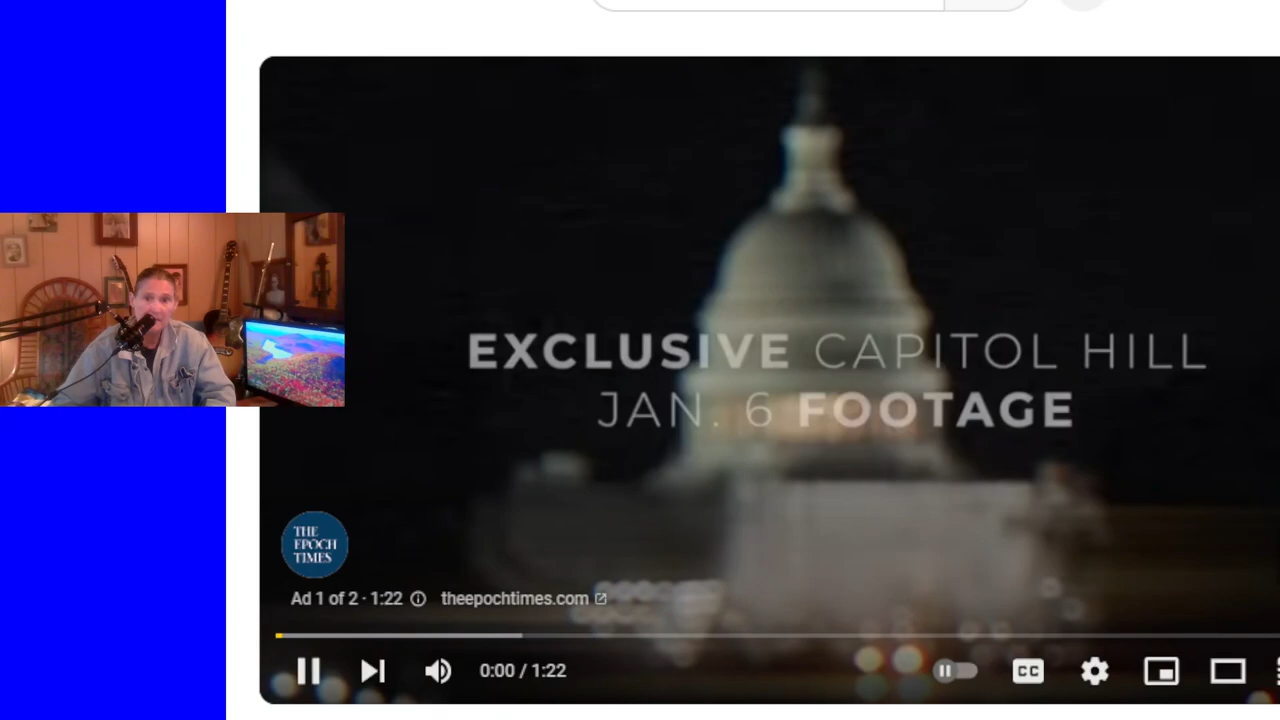 EXCLUSIVE CAPITOL HILL
JAN. 6 FOOTAGE
THE
EPOCH
TIMES
Ad 1 of 2 · 1:22 theepochtimes.com
0:00 / 1:22
CC